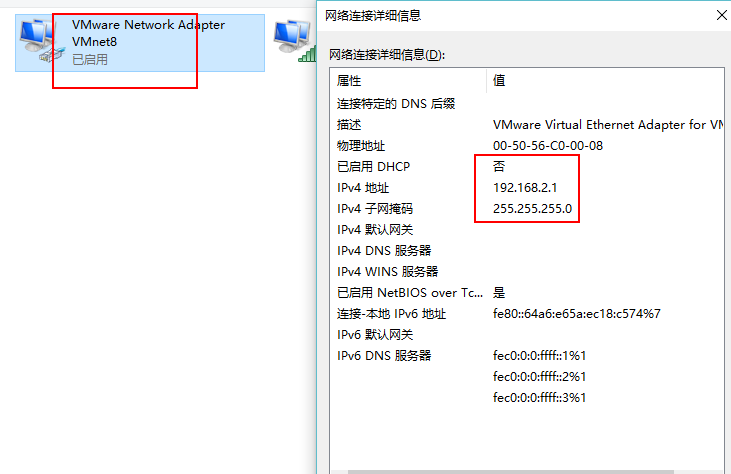 VMware Network Adapter
VMnet8
已启用
网络连接详细信息
网络连接详细信息(D):
属性 值
连接特定的 DNS 后缀
描述 VMware Virtual Ethernet Adapter for VM
物理地址 00-50-56-C0-00-08
已启用 DHCP 否
IPv4 地址 192.168.2.1
IPv4 子网掩码 255.255.255.0
IPv4 默认网关
IPv4 DNS 服务器
IPv4 WINS 服务器
已启用 NetBIOS over Tc... 是
连接-本地 IPv6 地址 fe80::64a6:e65a:ec18:c574%7
IPv6 默认网关
IPv6 DNS 服务器 fec0:0:0:ffff::1%1
fec0:0:0:ffff::2%1
fec0:0:0:ffff::3%1